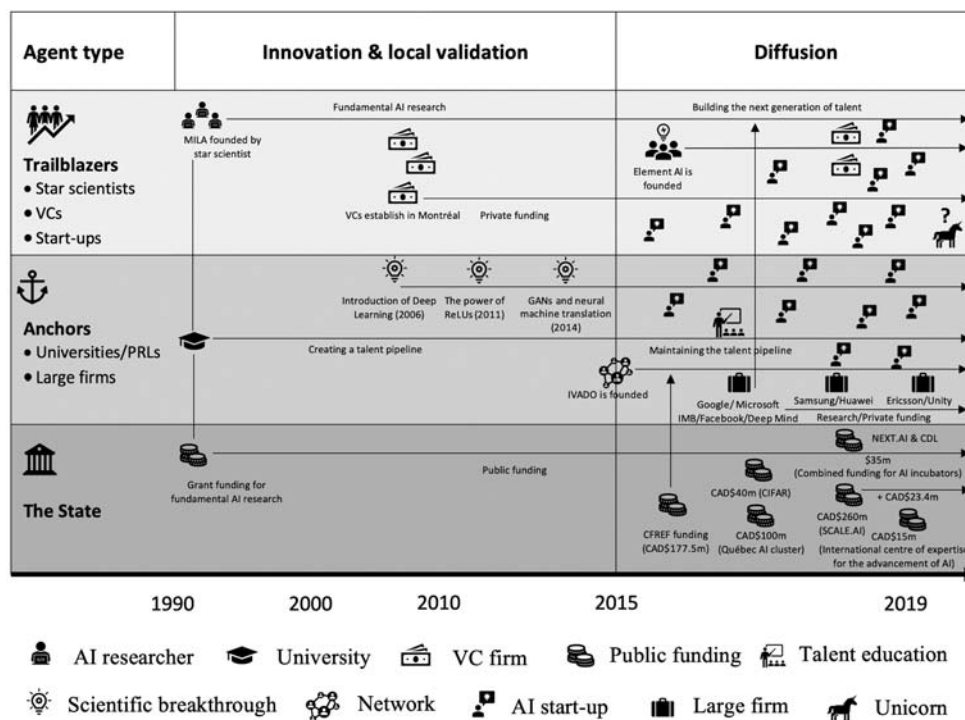 Agent type
Innovation & local validation
Diffusion
Trailblazers
• Star scientists
• VCs
• Start-ups
Fundamental AI research
MILA founded by
star scientist
VCs establish in Montréal
Private funding
Building the next generation of talent
Element AI is
founded
?
Anchors
• Universities/PRLs
• Large firms
Introduction of Deep
Learning (2006)
The power of
ReLUs (2011)
GANs and neural
machine translation
(2014)
Creating a talent pipeline
Maintaining the talent pipeline
IVADO is founded
Google/ Microsoft
IMB/Facebook/Deep Mind
Samsung/Huawei
Ericsson/Unity
Research/Private funding
The State
Grant funding for
fundamental AI research
Public funding
NEXT.AI & CDL
$35m
(Combined funding for AI incubators)
CFREF funding
(CAD$177.5m)
CAD$40m (CIFAR)
CAD$100m
(Québec AI cluster)
+ CAD$23.4m
CAD$260m
(SCALE.AI)
CAD$15m
(International centre of expertise
for the advancement of AI)
1990
2000
2010
2015
2019
AI researcher
University
VC firm
Public funding
Talent education
Scientific breakthrough
Network
AI start-up
Large firm
Unicorn